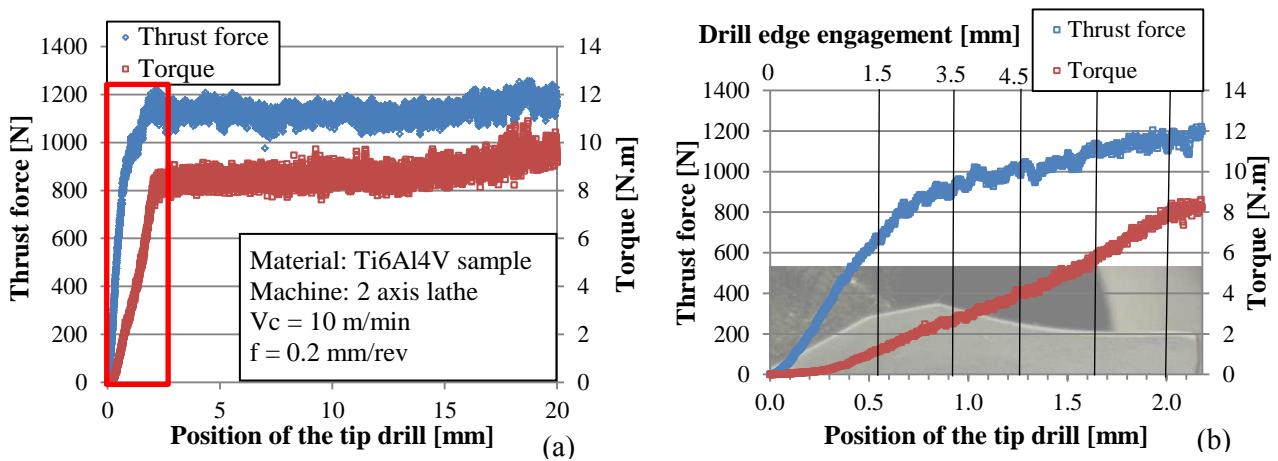 Thrust force
Torque
1400
1200
1000
800
600
400
200
0
Thrust force [N]
14
12
10
8
6
4
2
0
Torque [N.m]
Material: Ti6Al4V sample
Machine: 2 axis lathe
Vc = 10 m/min
f = 0.2 mm/rev
0 5 10 15 20
Position of the tip drill [mm]
(a)
Drill edge engagement [mm]
0 1.5 3.5 4.5
Thrust force
Torque
1400
1200
1000
800
600
400
200
0
Thrust force [N]
14
12
10
8
6
4
2
0
Torque [N.m]
0.0 0.5 1.0 1.5 2.0
Position of the tip drill [mm]
(b)